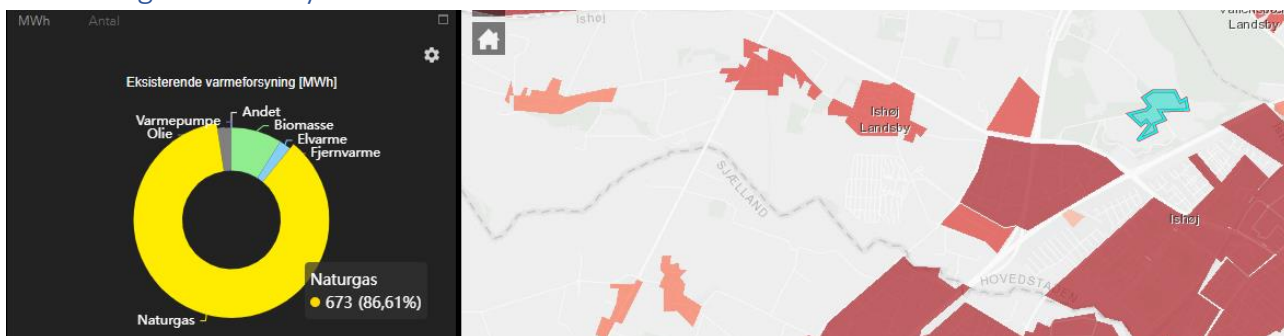 MWh Antal
Eksisterende varmeforsyning [MWh]
Andet
Varmepumpe
Biomasse
Olie
Elvarme
Fjernvarme
Naturgas
673 (86,61%)
Naturgas
Ishøj
Landsby
Ishøj
Landsby
SJÆLLAND
Ishøj
HOVEDSTADEN